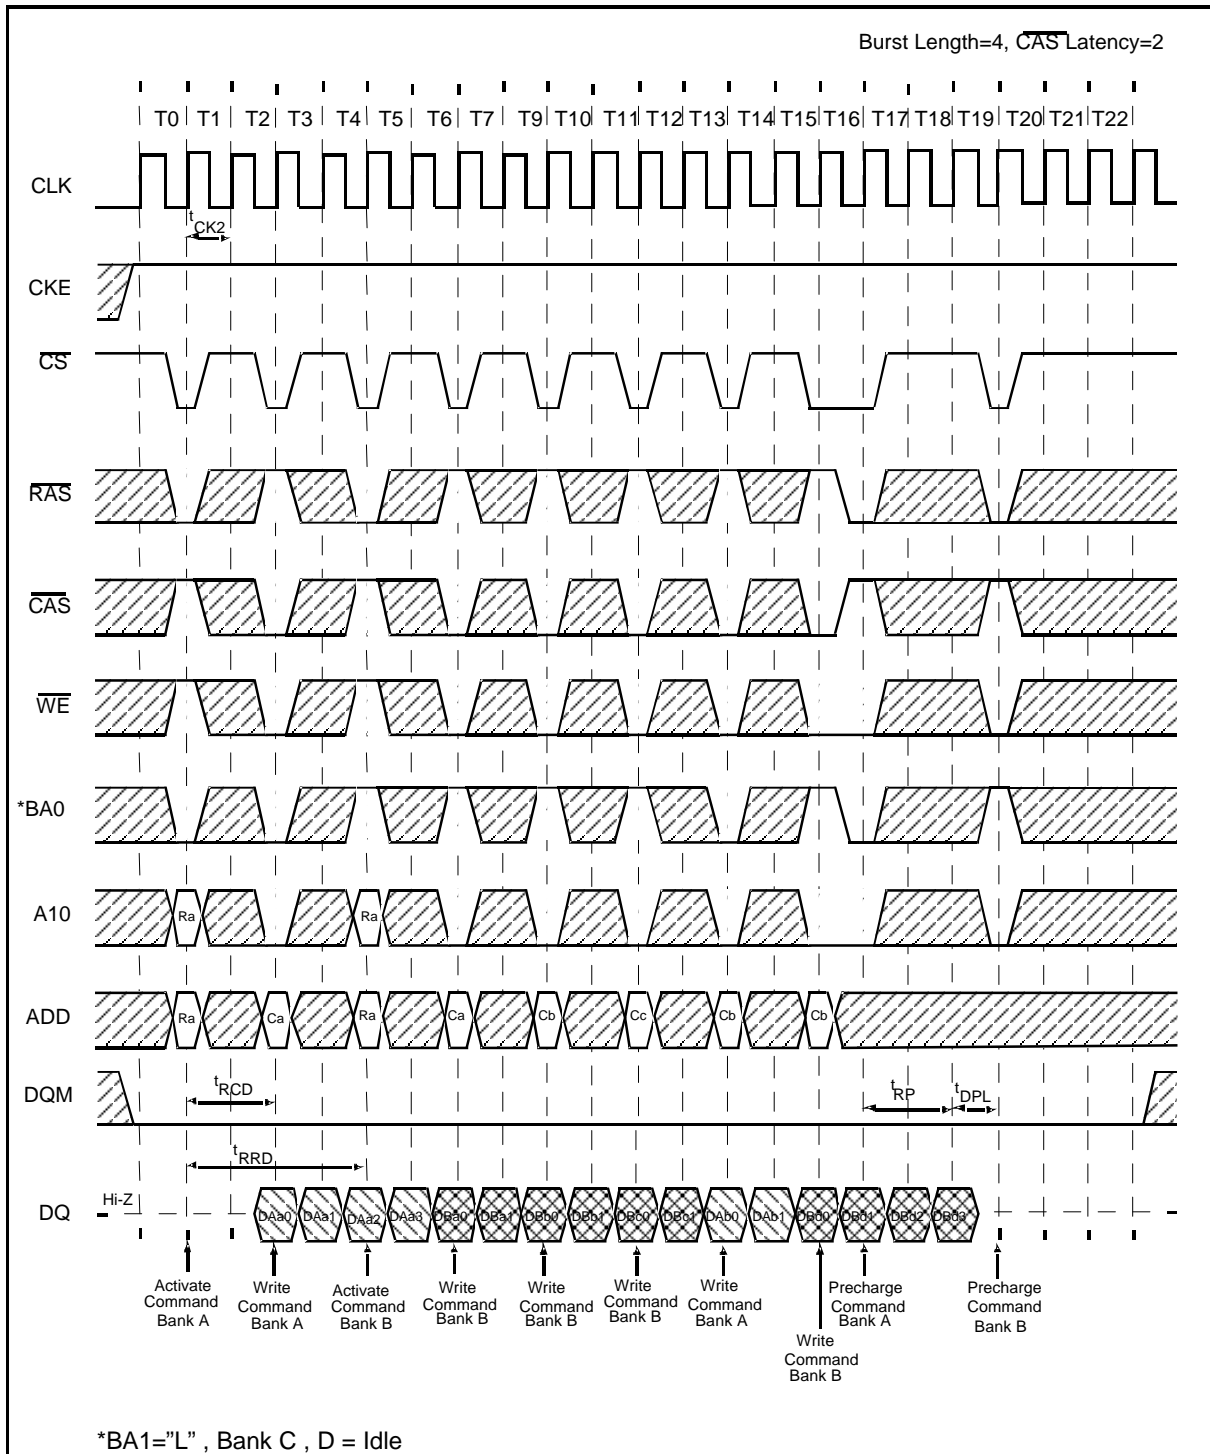 Burst Length=4, CAS Latency=2
T0 T1 T2 T3 T4 T5 T6 T7 T9 T10 T11 T12 T13 T14 T15 T16 T17 T18 T19 T20 T21 T22
CLK
tCK2
CKE
CS
RAS
CAS
WE
*BA0
A10
Ra Ra
ADD
Ra Ca Ra Ca Cb Cc Cb Cb
DQM
tRCD tRP tDPL
tRRD
DQ
Hi-Z
DAa0 DAa1 DAa2 DAa3 DBa0 DBa1 DBb0 DBb1 DBc0 DBc1 DAb0 DAb1 DBd0 DBd1 DBd2 DBd3
Activate Command Bank A
Write Command Bank A
Activate Command Bank B
Write Command Bank B
Write Command Bank B
Write Command Bank B
Write Command Bank A
Write Command Bank B
Precharge Command Bank A
Precharge Command Bank B
*BA1=”L” , Bank C , D = Idle